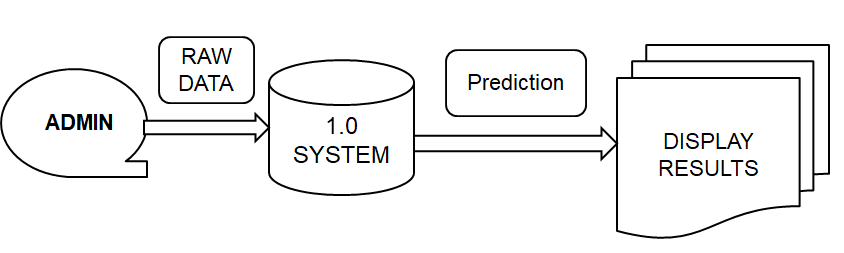 ADMIN
RAW
DATA
1.0
SYSTEM
Prediction
DISPLAY
RESULTS